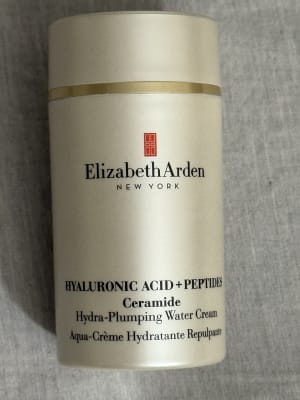 Elizabeth Arden
NEW YORK
HYALURONIC ACID + PEPTIDES
Ceramide
Hydra-Plumping Water Cream
Aqua-Crème Hydratante Repulpante